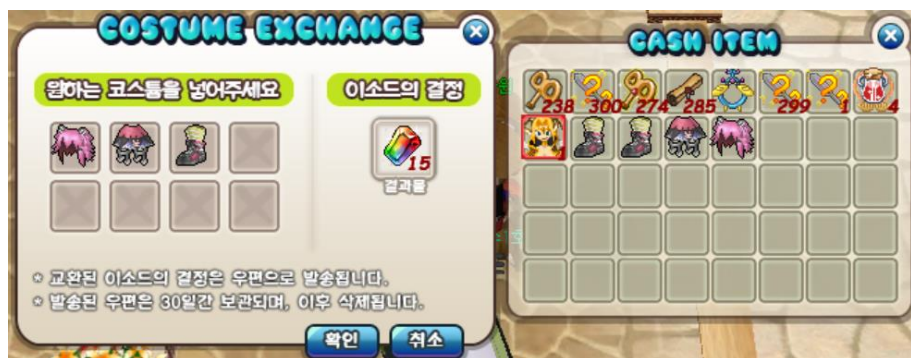 COSTUME EXCHANGE
원하는 코스튬을 넣어주세요
이소드의 결정
15
결과물
* 교환된 이소드의 결정은 우편으로 발송됩니다.
* 발송된 우편은 30일간 보관되며, 이후 삭제됩니다.
확인 취소
CASH ITEM
238 300 274 285 299 1 4